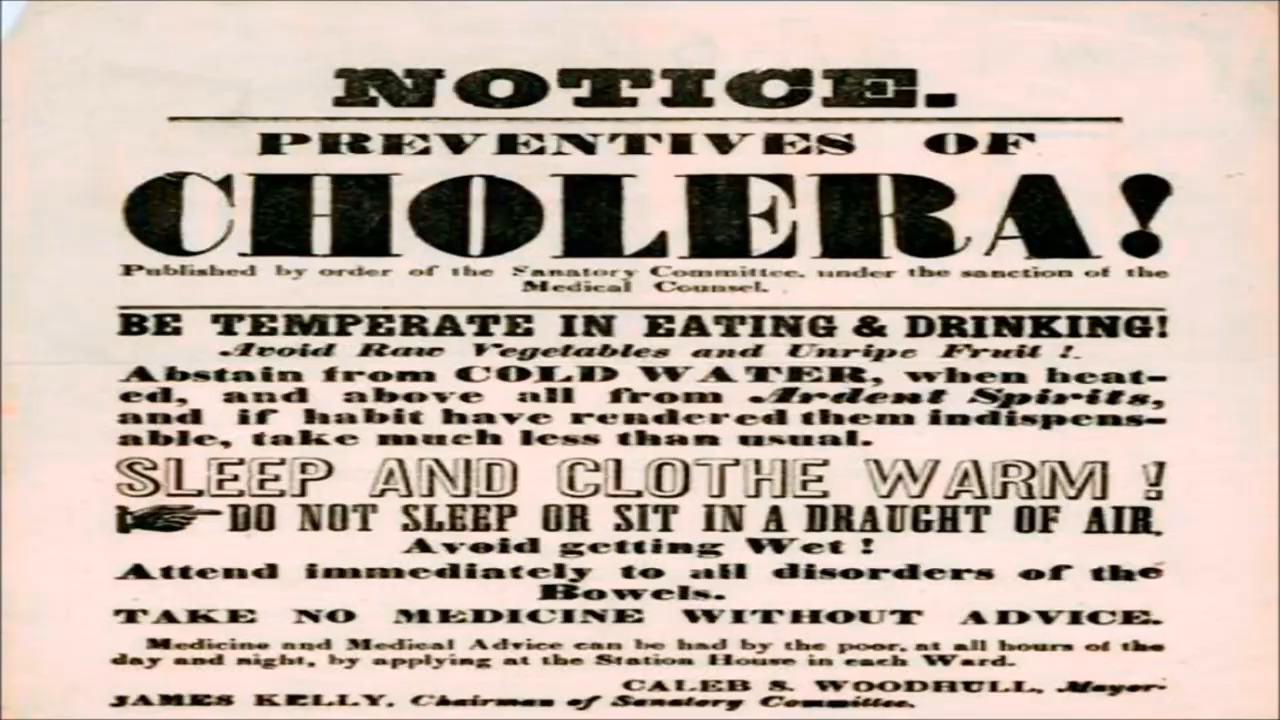 NOTICE.
PREVENTIVES OF
CHOLERA!
Published by order of the Sanatory Committee, under the sanction of the
Medical Counsel.
BE TEMPERATE IN EATING & DRINKING!
Avoid Raw Vegetables and Unripe Fruit !.
Abstain from COLD WATER, when heat-
ed, and above all from Ardent Spirits,
and if habit have rendered them indispens-
able, take much less than usual.
SLEEP AND CLOTHE WARM !
DO NOT SLEEP OR SIT IN A DRAUGHT OF AIR.
Avoid getting Wet !
Attend immediately to all disorders of the
Bowels.
TAKE NO MEDICINE WITHOUT ADVICE.
Medicine and Medical Advice can be had by the poor, at all hours of the
day and night, by applying at the Station House in each Ward.
CALEB S. WOODHULL, Mayor.
JAMES KELLY, Chairman of Sanatory Committee.